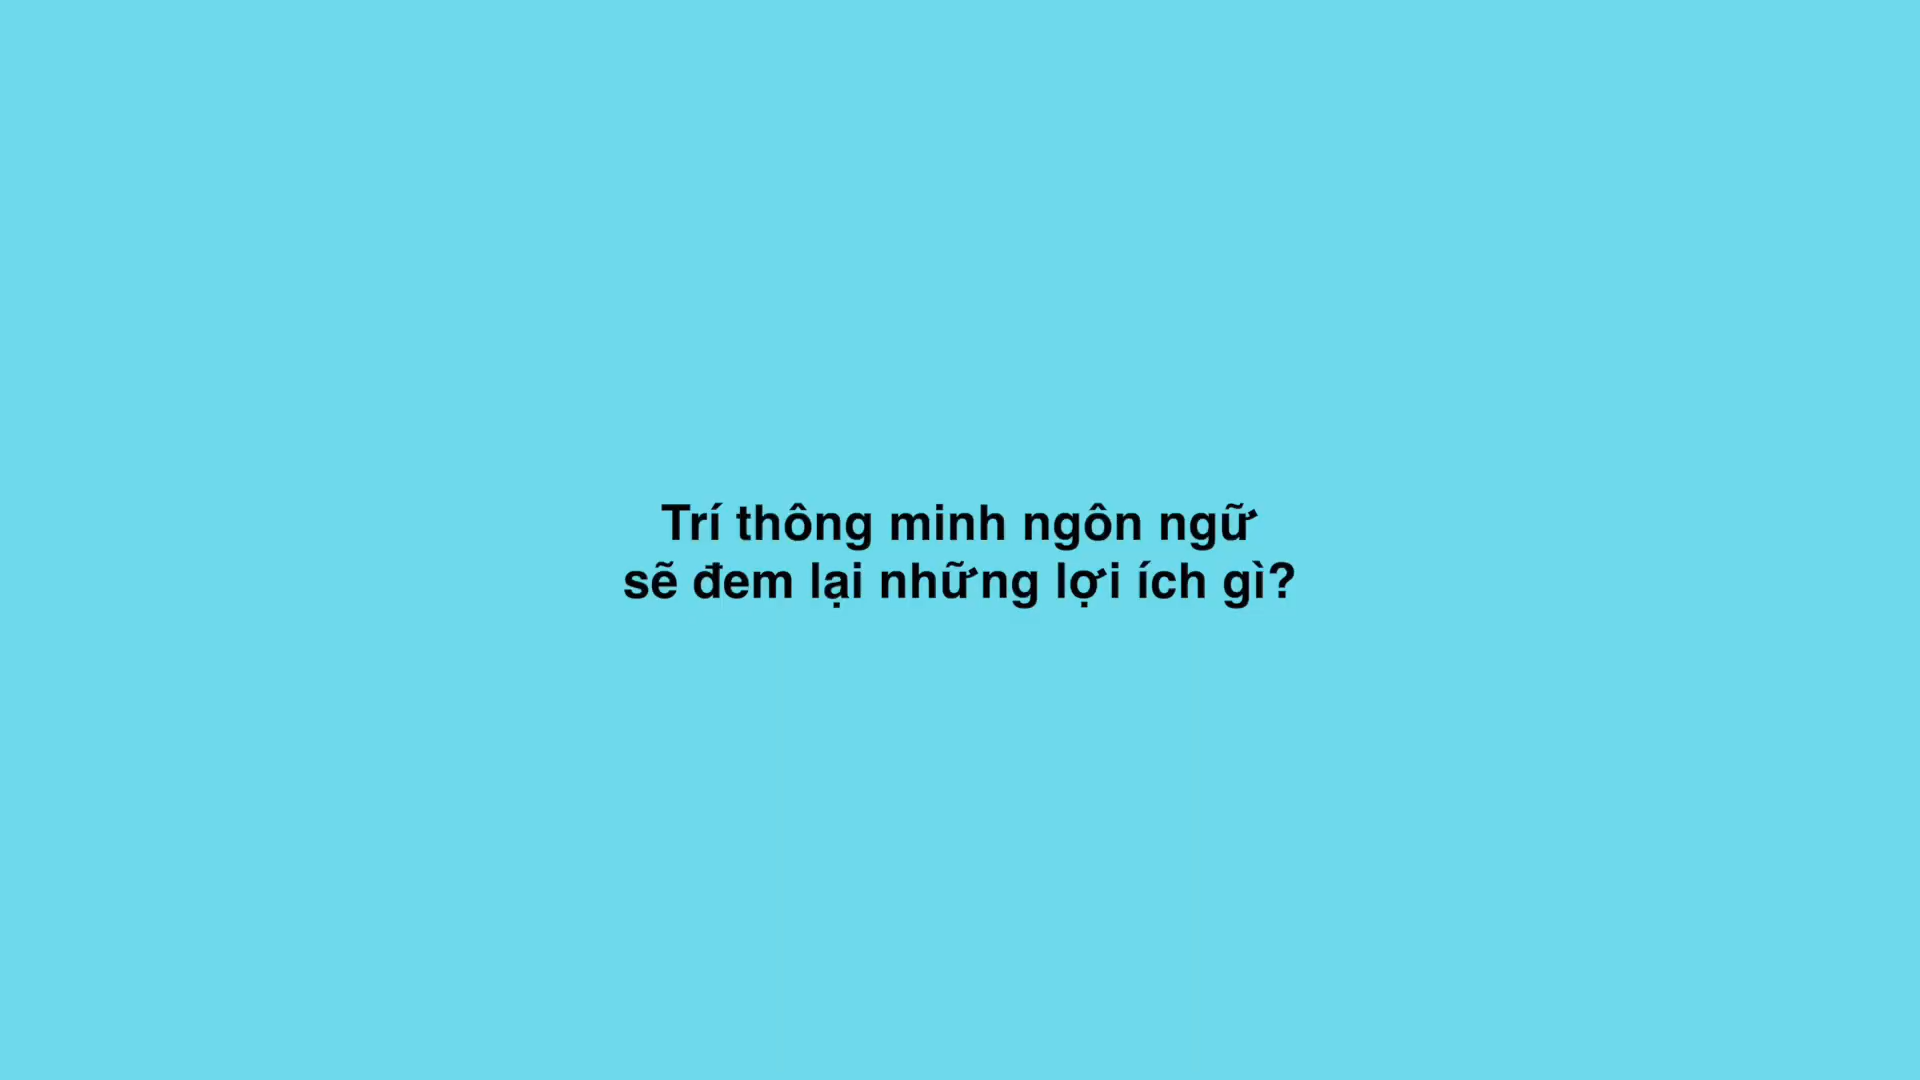 Trí thông minh ngôn ngữ
sẽ đem lại những lợi ích gì?